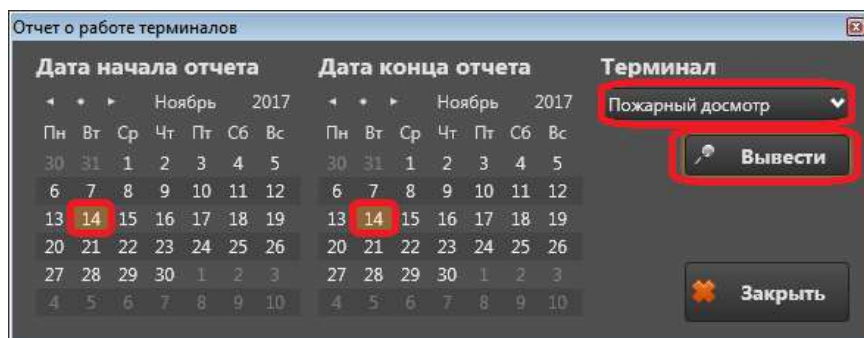 Отчет о работе терминалов
Дата начала отчета Дата конца отчета Терминал
Ноябрь 2017 Ноябрь 2017 Пожарный досмотр
Пн Вт Ср Чт Пт Сб Вс Пн Вт Ср Чт Пт Сб Вс
30 31 1 2 3 4 5 30 31 1 2 3 4 5 Вывести
6 7 8 9 10 11 12 6 7 8 9 10 11 12
13 14 15 16 17 18 19 13 14 15 16 17 18 19
20 21 22 23 24 25 26 20 21 22 23 24 25 26
27 28 29 30 1 2 3 27 28 29 30 1 2 3 Закрыть
4 5 6 7 8 9 10 4 5 6 7 8 9 10